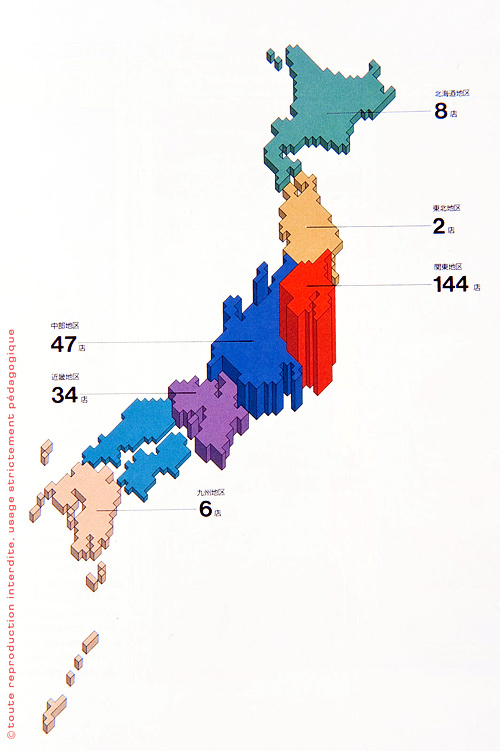 北海道地区
8店
東北地区
2店
関東地区
144店
中部地区
47店
近畿地区
34店
九州地区
6店
©toute reproduction interdite. usage strictement pédagogique